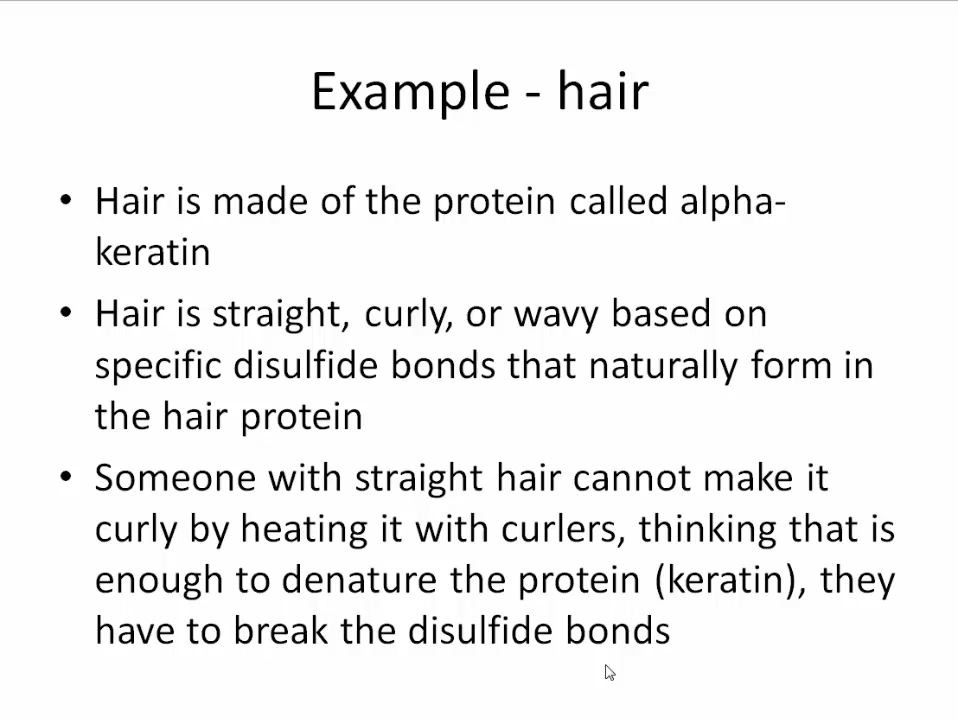 Example - hair
• Hair is made of the protein called alpha-
keratin
• Hair is straight, curly, or wavy based on
specific disulfide bonds that naturally form in
the hair protein
• Someone with straight hair cannot make it
curly by heating it with curlers, thinking that is
enough to denature the protein (keratin), they
have to break the disulfide bonds